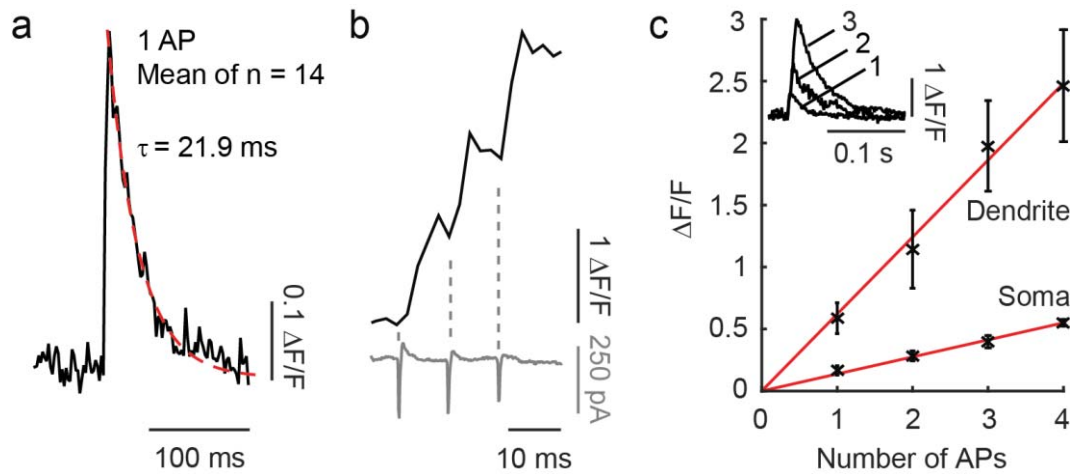 a
1 AP
Mean of n = 14
τ = 21.9 ms
0.1 ΔF/F
100 ms
b
1 ΔF/F
250 pA
10 ms
c
3
2.5
2
1.5
1
0.5
0
ΔF/F
3
2
1
1 ΔF/F
0.1 s
Dendrite
Soma
0
1
2
3
4
Number of APs